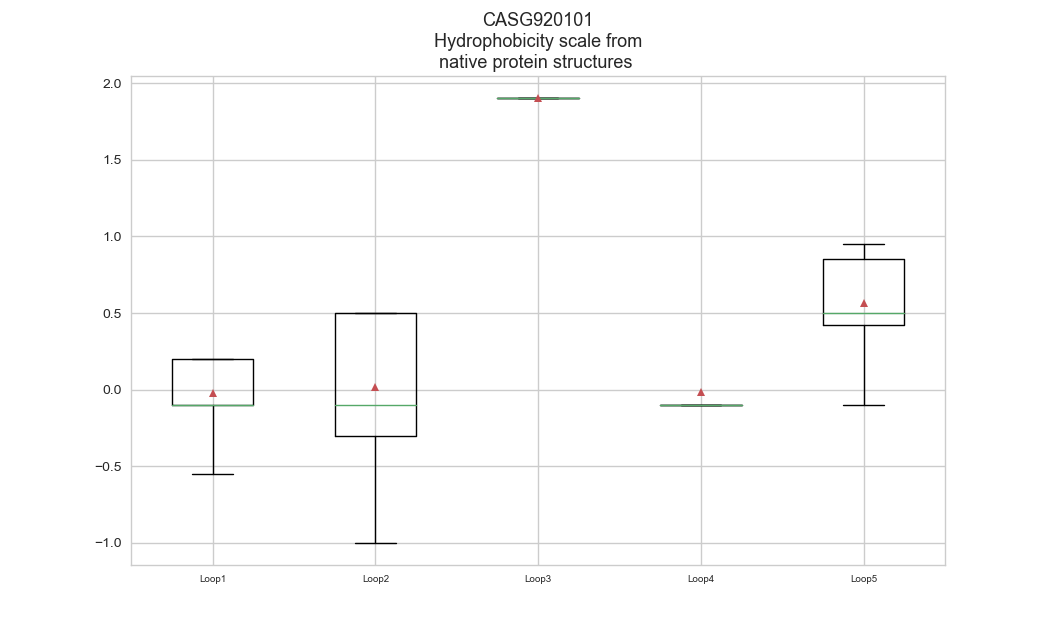 CASG920101
Hydrophobicity scale from
native protein structures
2.0
1.5
1.0
0.5
0.0
−0.5
−1.0
Loop1 Loop2 Loop3 Loop4 Loop5